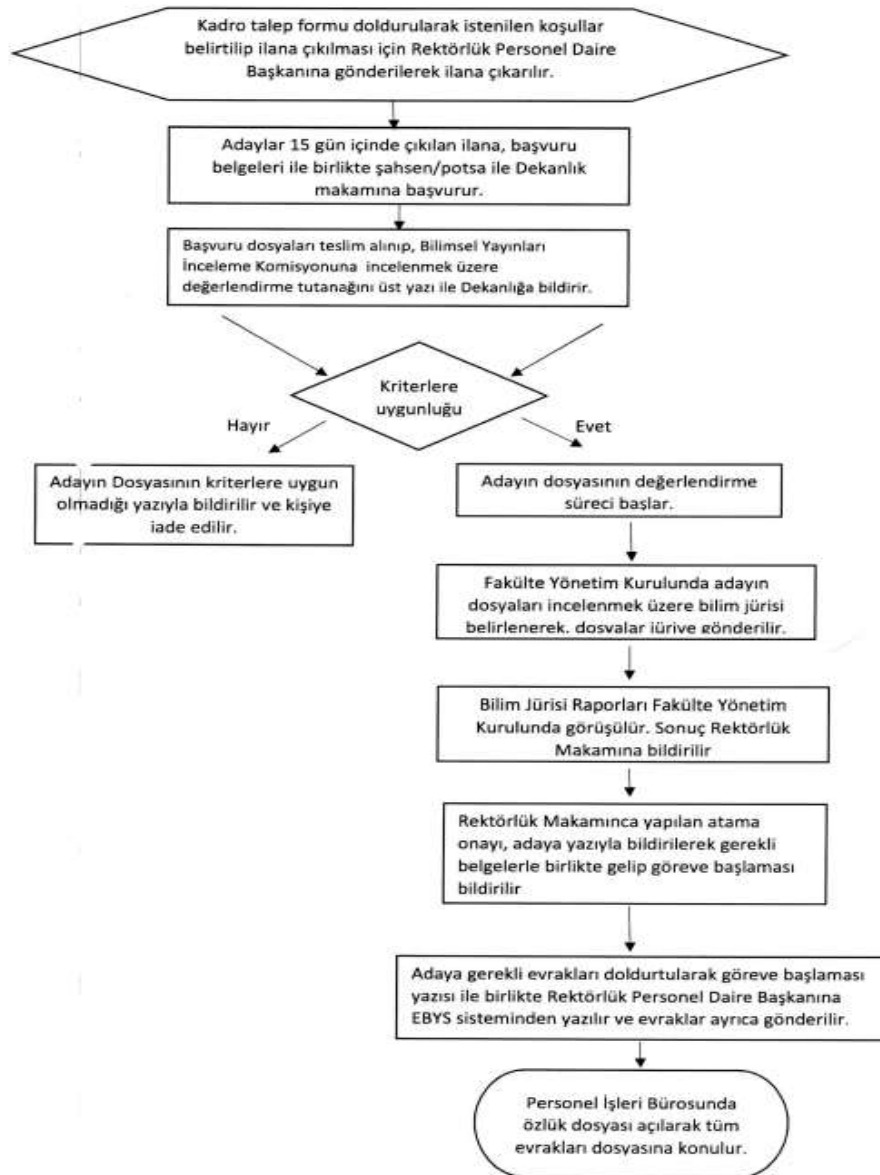 Kadro talep formu doldurularak istenilen koşullar
belirtilip ilana çıkılması için Rektörlük Personel Daire
Başkanına gönderilerek ilana çıkarılır.
Adaylar 15 gün içinde çıkılan ilana, başvuru
belgeleri ile birlikte şahsen/potsa ile Dekanlık
makamına başvurur.
Başvuru dosyaları teslim alınıp, Bilimsel Yayınları
İnceleme Komisyonuna incelenmek üzere
değerlendirme tutanağını üst yazı ile Dekanlığa bildirir.
Kriterlere
uygunluğu
Hayır
Evet
Adayın Dosyasının kriterlere uygun
olmadığı yazıyla bildirilir ve kişiye
iade edilir.
Adayın dosyasının değerlendirme
süreci başlar.
Fakülte Yönetim Kurulunda adayın
dosyaları incelenmek üzere bilim jürisi
belirlenerek, dosyalar jüriye gönderilir.
Bilim Jürisi Raporları Fakülte Yönetim
Kurulunda görüşülür. Sonuç Rektörlük
Makamına bildirilir
Rektörlük Makamınca yapılan atama
onayı, adaya yazıyla bildirilerek gerekli
belgelerle birlikte gelip göreve başlaması
bildirilir
Adaya gerekli evrakları doldurtularak göreve başlaması
yazısı ile birlikte Rektörlük Personel Daire Başkanına
EBYS sisteminden yazılır ve evraklar ayrıca gönderilir.
Personel İşleri Bürosunda
özlük dosyası açılarak tüm
evrakları dosyasına konulur.